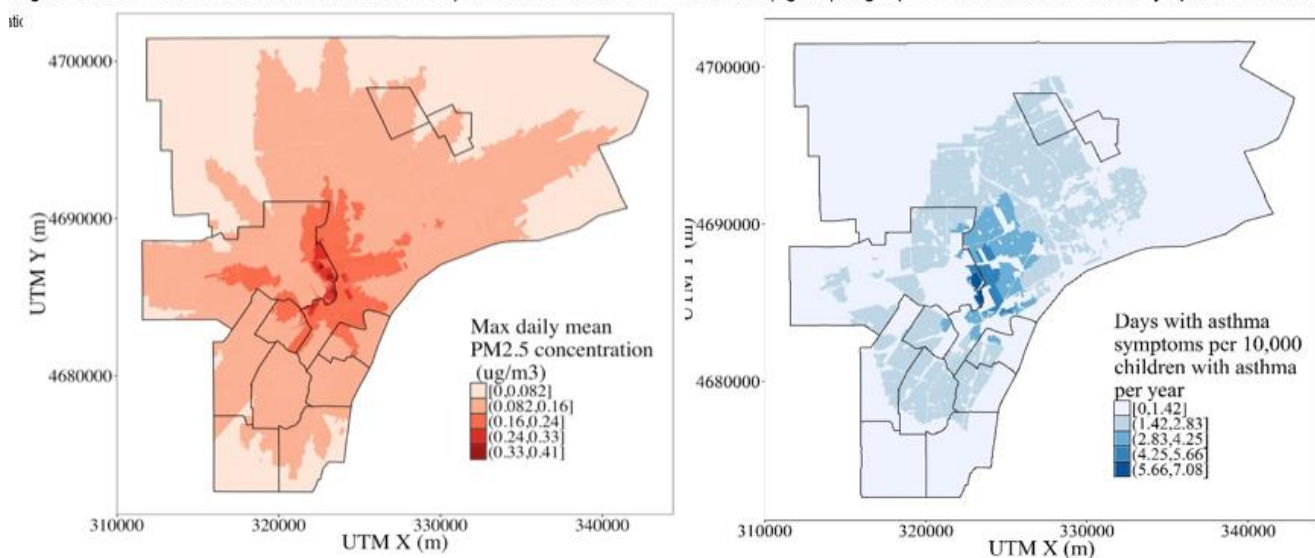 4700000
4690000
4680000
UTM Y (m)
310000
320000
330000
340000
UTM X (m)
Max daily mean
PM2.5 concentration
(ug/m3)
[0,0.082]
(0.082,0.16]
(0.16,0.24]
(0.24,0.33]
(0.33,0.41]
4700000
4690000
4680000
UTM Y (m)
310000
320000
330000
340000
UTM X (m)
Days with asthma
symptoms per 10,000
children with asthma
per year
[0,1.42]
(1.42,2.83]
(2.83,4.25]
(4.25,5.66]
(5.66,7.08]